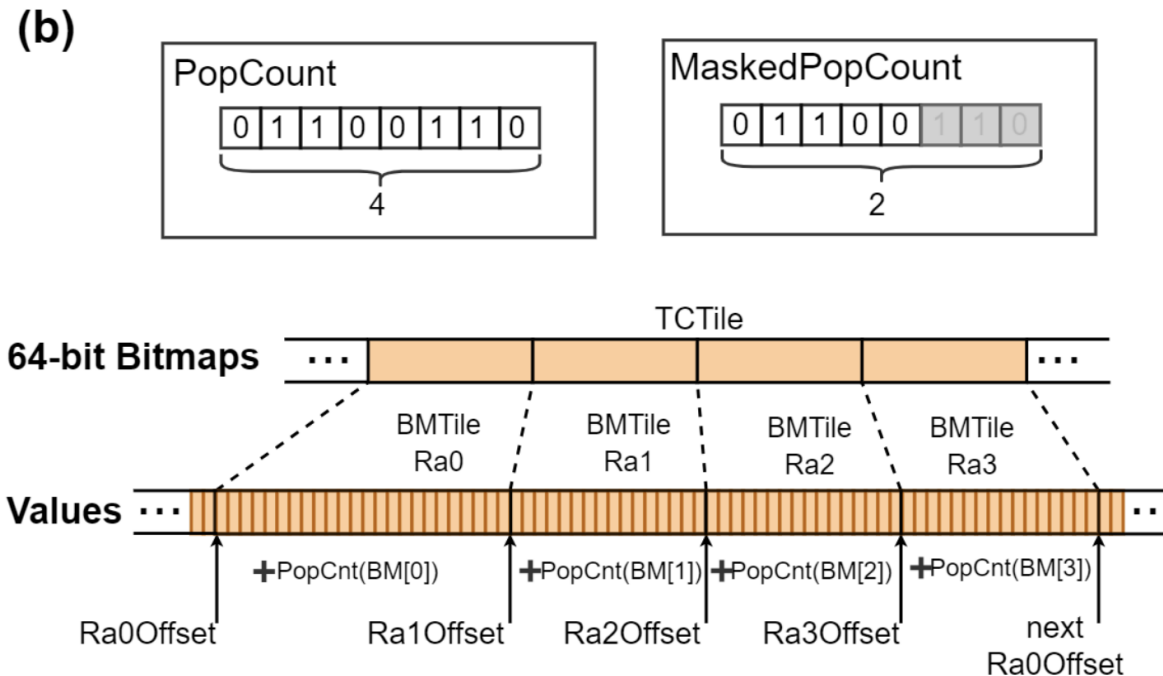 (b)
PopCount
0 1 1 0 0 1 1 0
4
MaskedPopCount
0 1 1 0 0 1 1 0
2
TCTile
64-bit Bitmaps ... ...
BMTile BMTile BMTile BMTile
Ra0 Ra1 Ra2 Ra3
Values ... ..
+PopCnt(BM[0]) +PopCnt(BM[1]) +PopCnt(BM[2]) +PopCnt(BM[3])
Ra0Offset Ra1Offset Ra2Offset Ra3Offset next
Ra0Offset